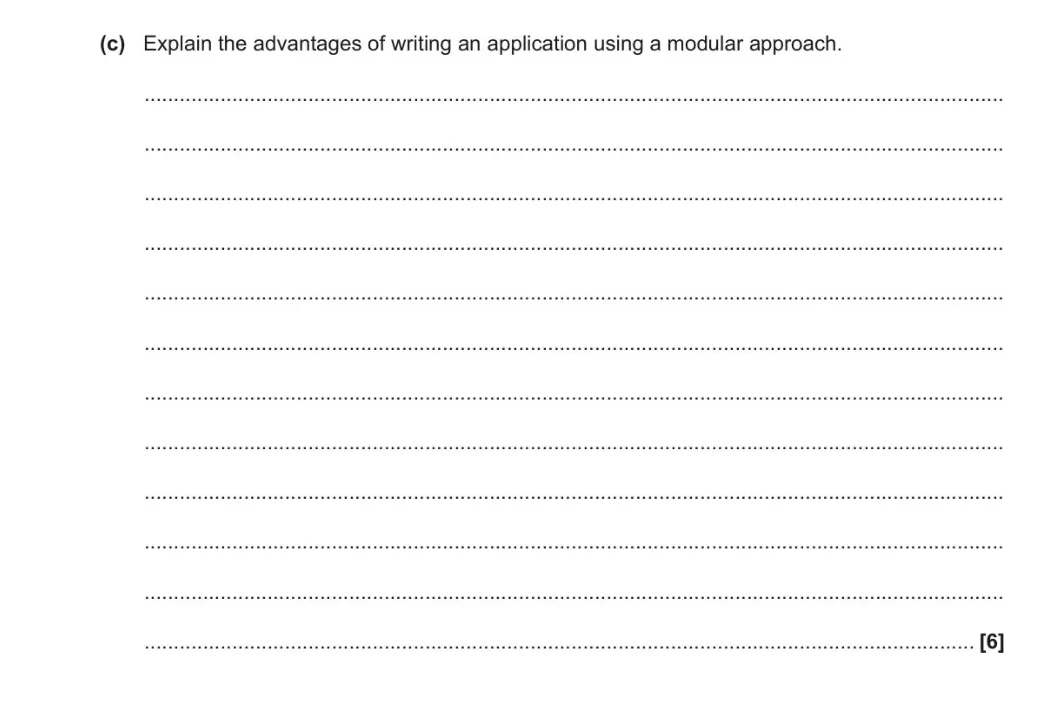 (c) Explain the advantages of writing an application using a modular approach.
[6]